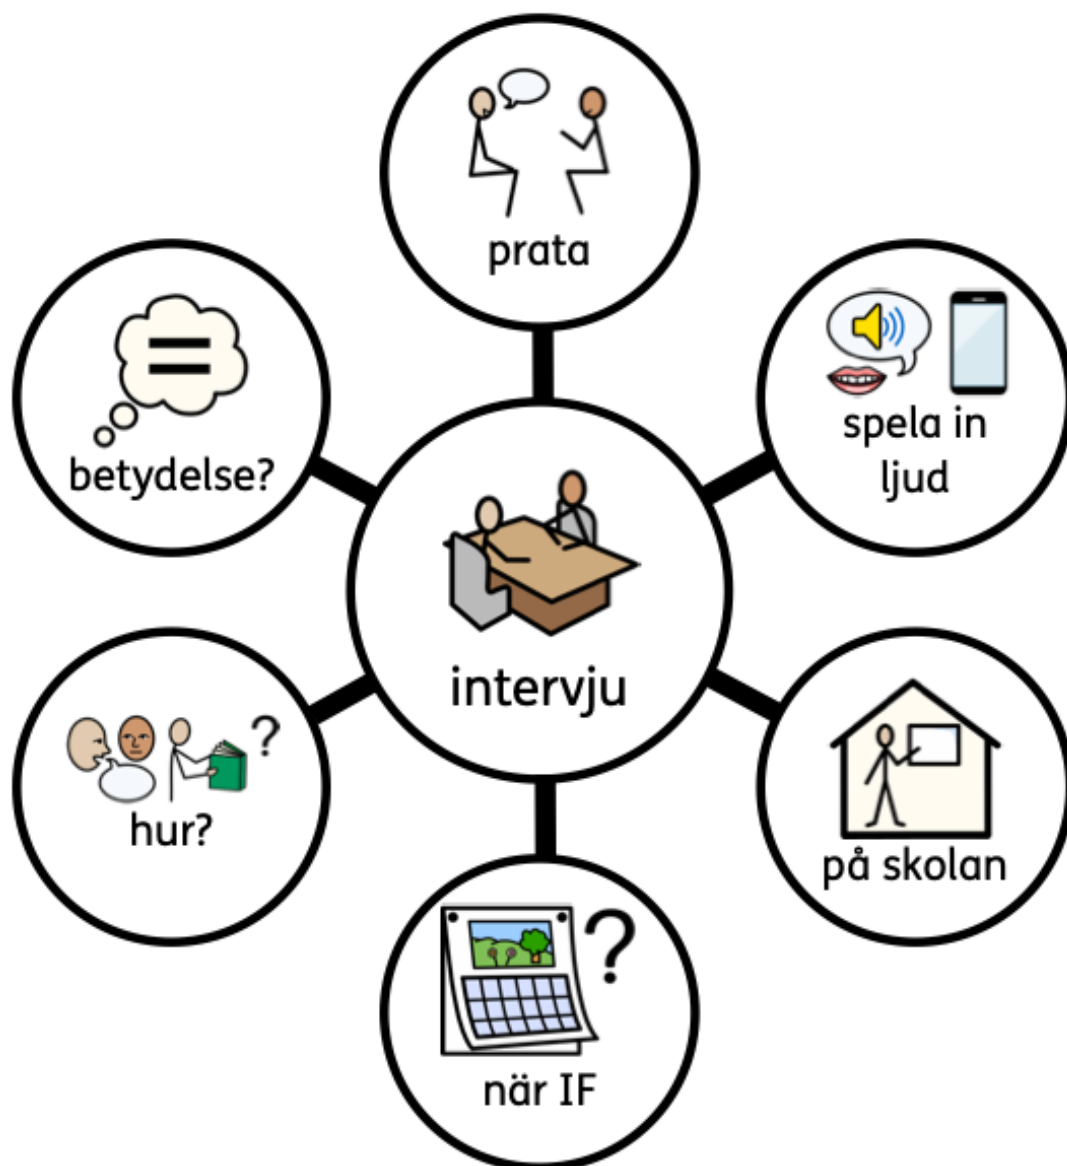 prata
spela in
ljud
betydelse?
intervju
?
hur?
på skolan
?
när IF